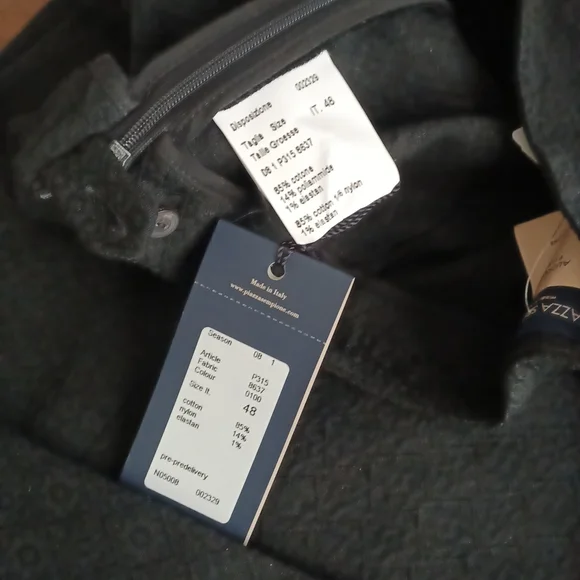 Disposizione 002329
Taglia Size IT. 48
Taille Groesse
08 1 P315 8637
85% cotone
14% poliammide
1% elastan
85% cotton 14% nylon
1% elastan
Made in Italy
www.piazzasempione.com
Season 08 1
Article P315
Fabric 8637
Colour 0100
Size It. 48
cotton 85%
nylon 14%
elastan 1%
pre-predelivery
N05008 002329
AZZA S